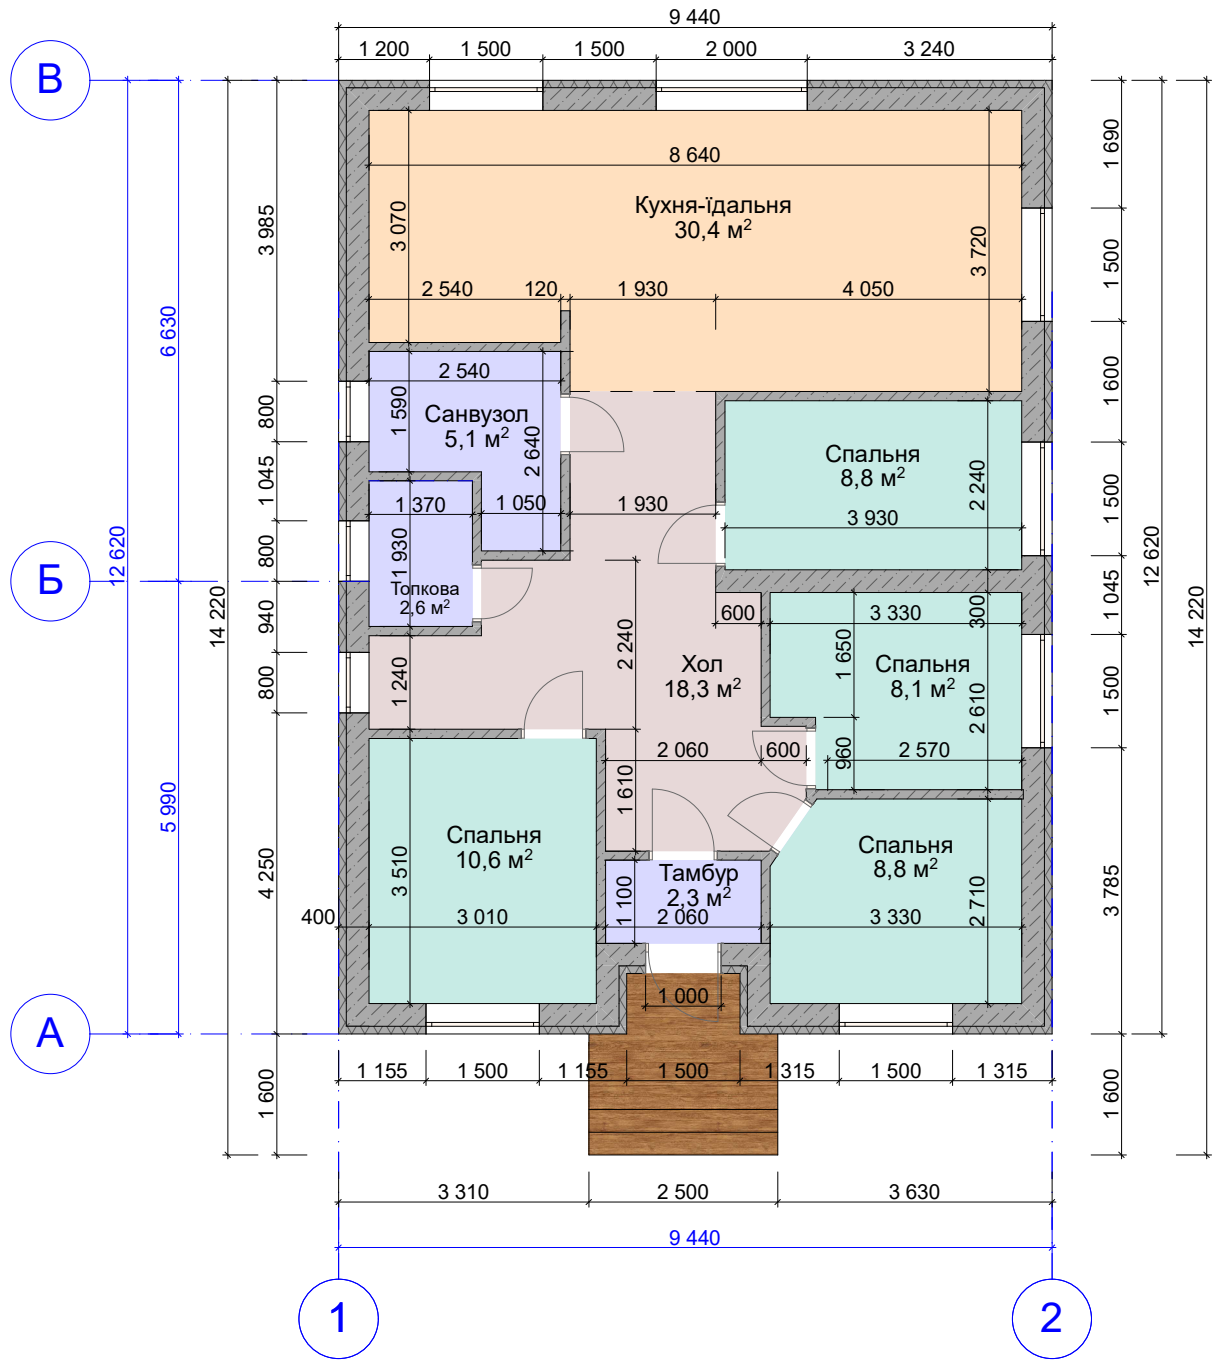 9 440
1 200 1 500 1 500 2 000 3 240
В
8 640
Кухня-їдальня
30,4 м²
3 070
3 720
2 540 120 1 930 4 050
3 985
6 630
1 690
1 500
1 600
2 540
1 590
Санвузол
5,1 м²
2 640
800
1 045
Спальня
8,8 м²
2 240
3 930
1 500
1 370 1 050 1 930
1 930
Топкова
2,6 м²
800
12 620
Б
14 220
940
800
1 240
2 240
600 3 330
300
1 045
12 620
14 220
Хол
18,3 м²
1 650
Спальня
8,1 м²
2 610
1 500
2 060 600
960
2 570
1 610
5 990
4 250
Спальня
10,6 м²
3 510
3 010
400
Тамбур
2,3 м²
1 100
2 060
Спальня
8,8 м²
2 710
3 330
3 785
1 000
А
1 155 1 500 1 155 1 500 1 315 1 500 1 315
1 600
1 600
3 310 2 500 3 630
9 440
1 2